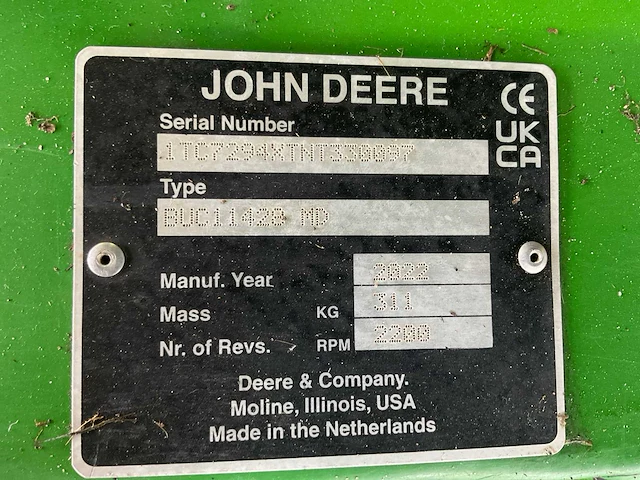 JOHN DEERE
CE
UK
CA
Serial Number
1TC7294XTNT330097
Type
BUC11428 MD
Manuf. Year 2022
Mass KG 311
Nr. of Revs. RPM 2200
Deere & Company.
Moline, Illinois, USA
Made in the Netherlands